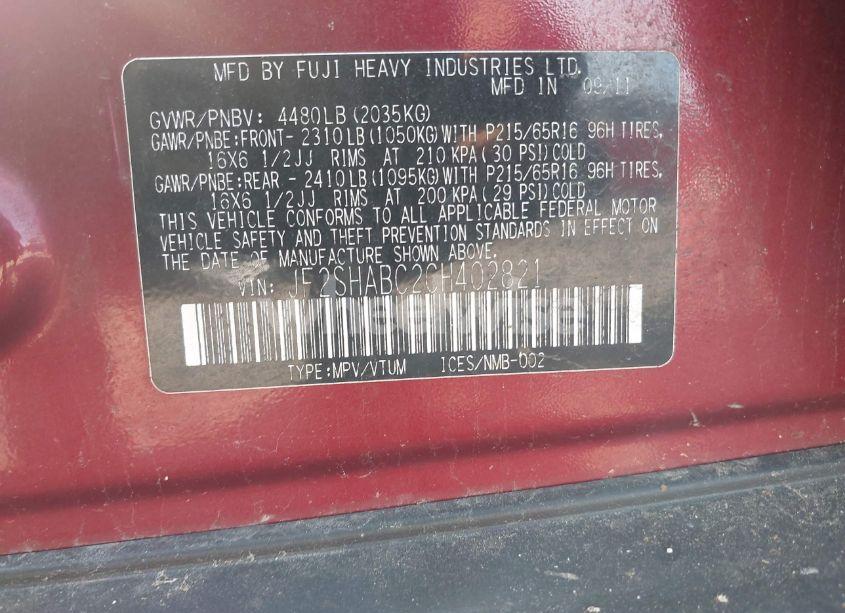 MFD BY FUJI HEAVY INDUSTRIES LTD.
MFD IN 09/11
GVWR/PNBV: 4480LB(2035KG)
GAWR/PNBE:FRONT- 2310LB(1050KG)WITH P215/65R16 96H TIRES,
16X6 1/2JJ RIMS AT 210 KPA(30 PSI)COLD
GAWR/PNBE:REAR - 2410LB(1095KG)WITH P215/65R16 96H TIRES,
16X6 1/2JJ RIMS AT 200 KPA(29 PSI)COLD
THIS VEHICLE CONFORMS TO ALL APPLICABLE FEDERAL MOTOR
VEHICLE SAFETY AND THEFT PREVENTION STANDARDS IN EFFECT ON
THE DATE OF MANUFACTURE SHOWN ABOVE.
VIN: JF2SHABC2CH402821
TYPE:MPV/VTUM ICES/NMB-002